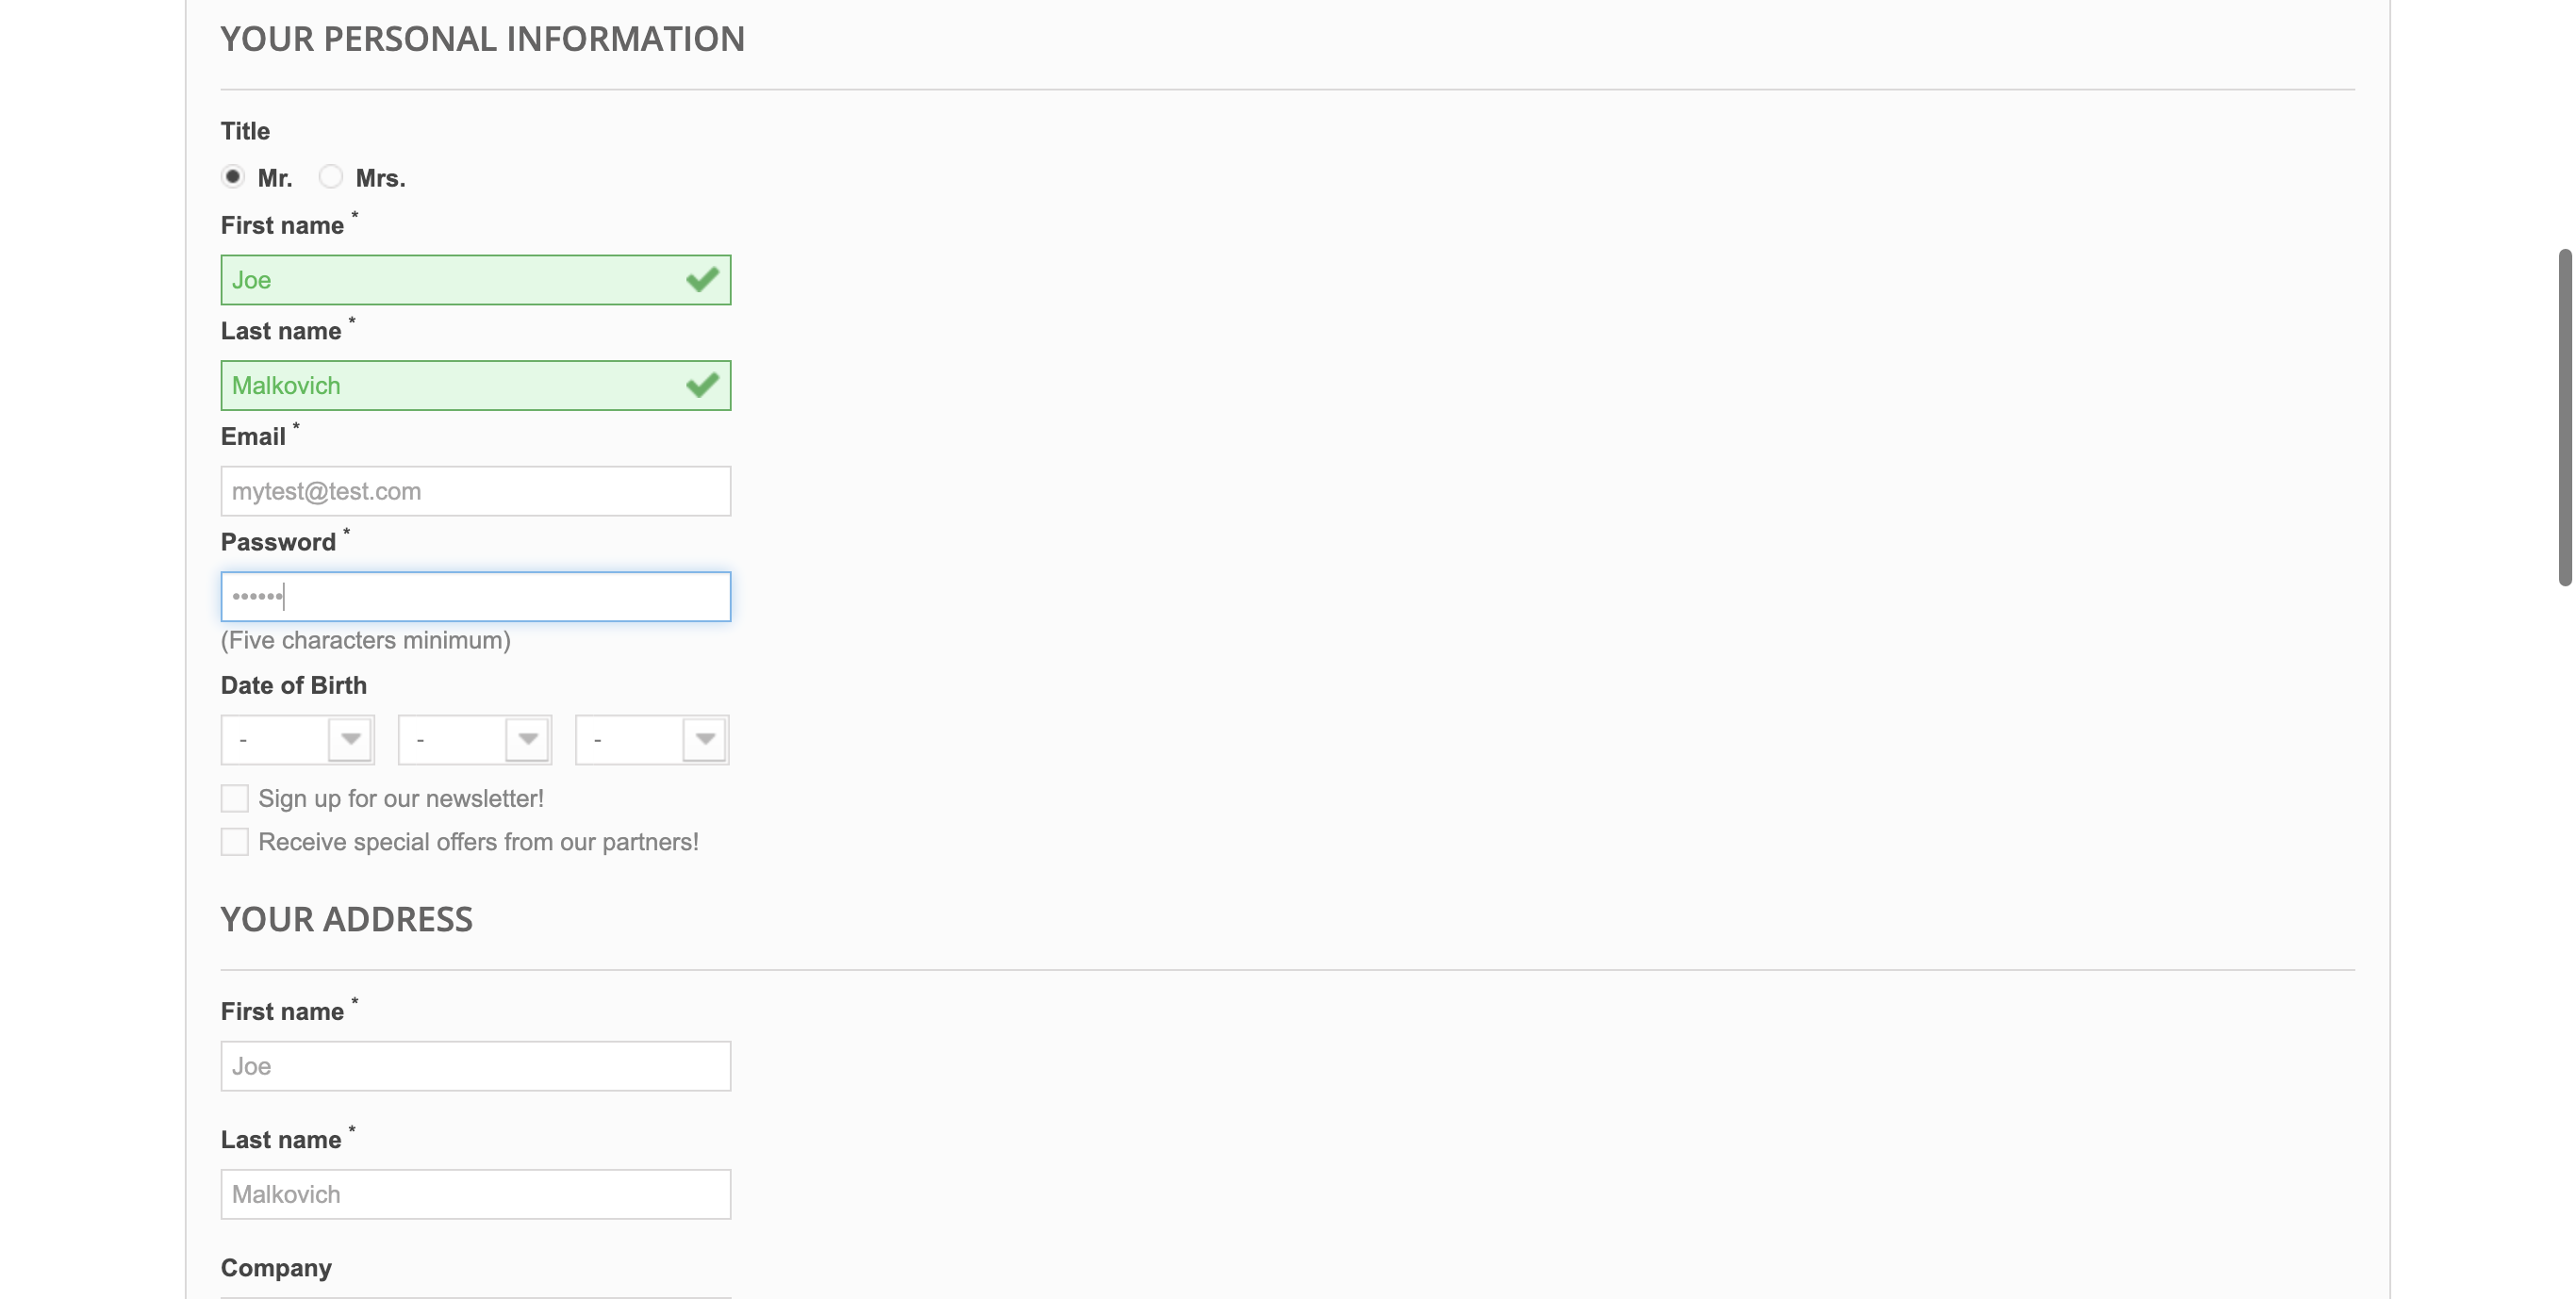 YOUR PERSONAL INFORMATION
Title
Mr. Mrs.
First name *
Joe
Last name *
Malkovich
Email *
mytest@test.com
Password *
••••••
(Five characters minimum)
Date of Birth
- - -
Sign up for our newsletter!
Receive special offers from our partners!
YOUR ADDRESS
First name *
Joe
Last name *
Malkovich
Company